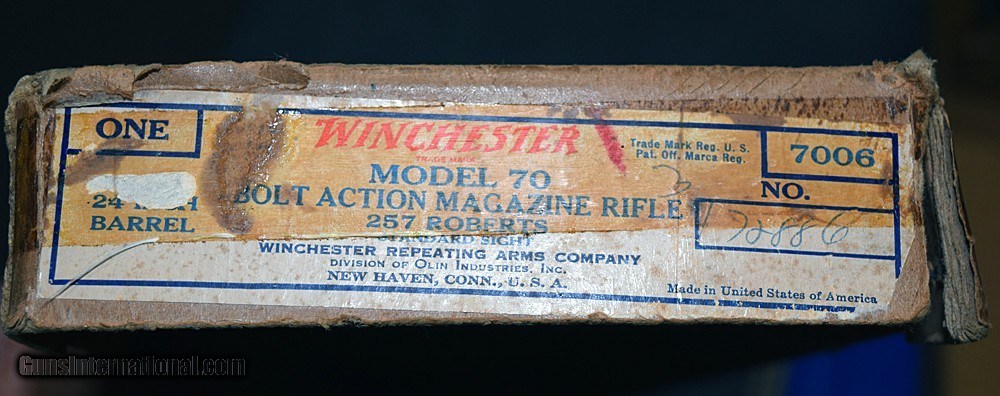 ONE
WINCHESTER
TRADE MARK
Trade Mark Reg. U. S.
Pat. Off. Marca Reg.
7006
MODEL 70
NO.
24 INCH
BARREL
BOLT ACTION MAGAZINE RIFLE
257 ROBERTS
STANDARD SIGHT
WINCHESTER REPEATING ARMS COMPANY
DIVISION OF OLIN INDUSTRIES, INC.
NEW HAVEN, CONN., U. S. A.
Made in United States of America
GunsInternational.com